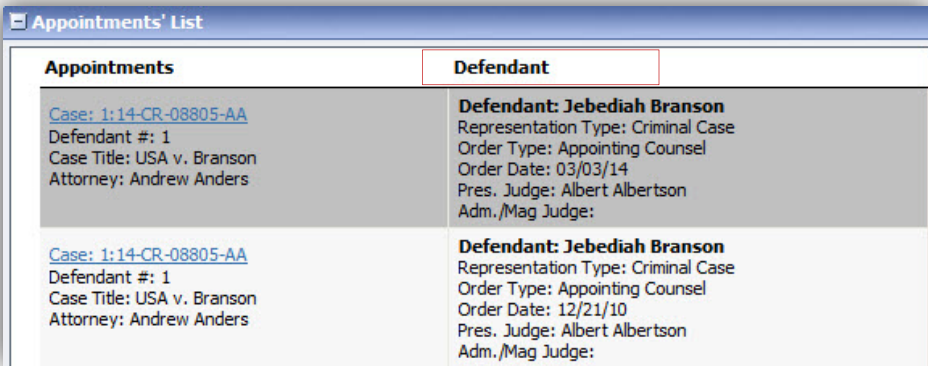 Appointments' List
Appointments
Defendant
Case: 1:14-CR-08805-AA
Defendant #: 1
Case Title: USA v. Branson
Attorney: Andrew Anders
Defendant: Jebediah Branson
Representation Type: Criminal Case
Order Type: Appointing Counsel
Order Date: 03/03/14
Pres. Judge: Albert Albertson
Adm./Mag Judge:
Case: 1:14-CR-08805-AA
Defendant #: 1
Case Title: USA v. Branson
Attorney: Andrew Anders
Defendant: Jebediah Branson
Representation Type: Criminal Case
Order Type: Appointing Counsel
Order Date: 12/21/10
Pres. Judge: Albert Albertson
Adm./Mag Judge: